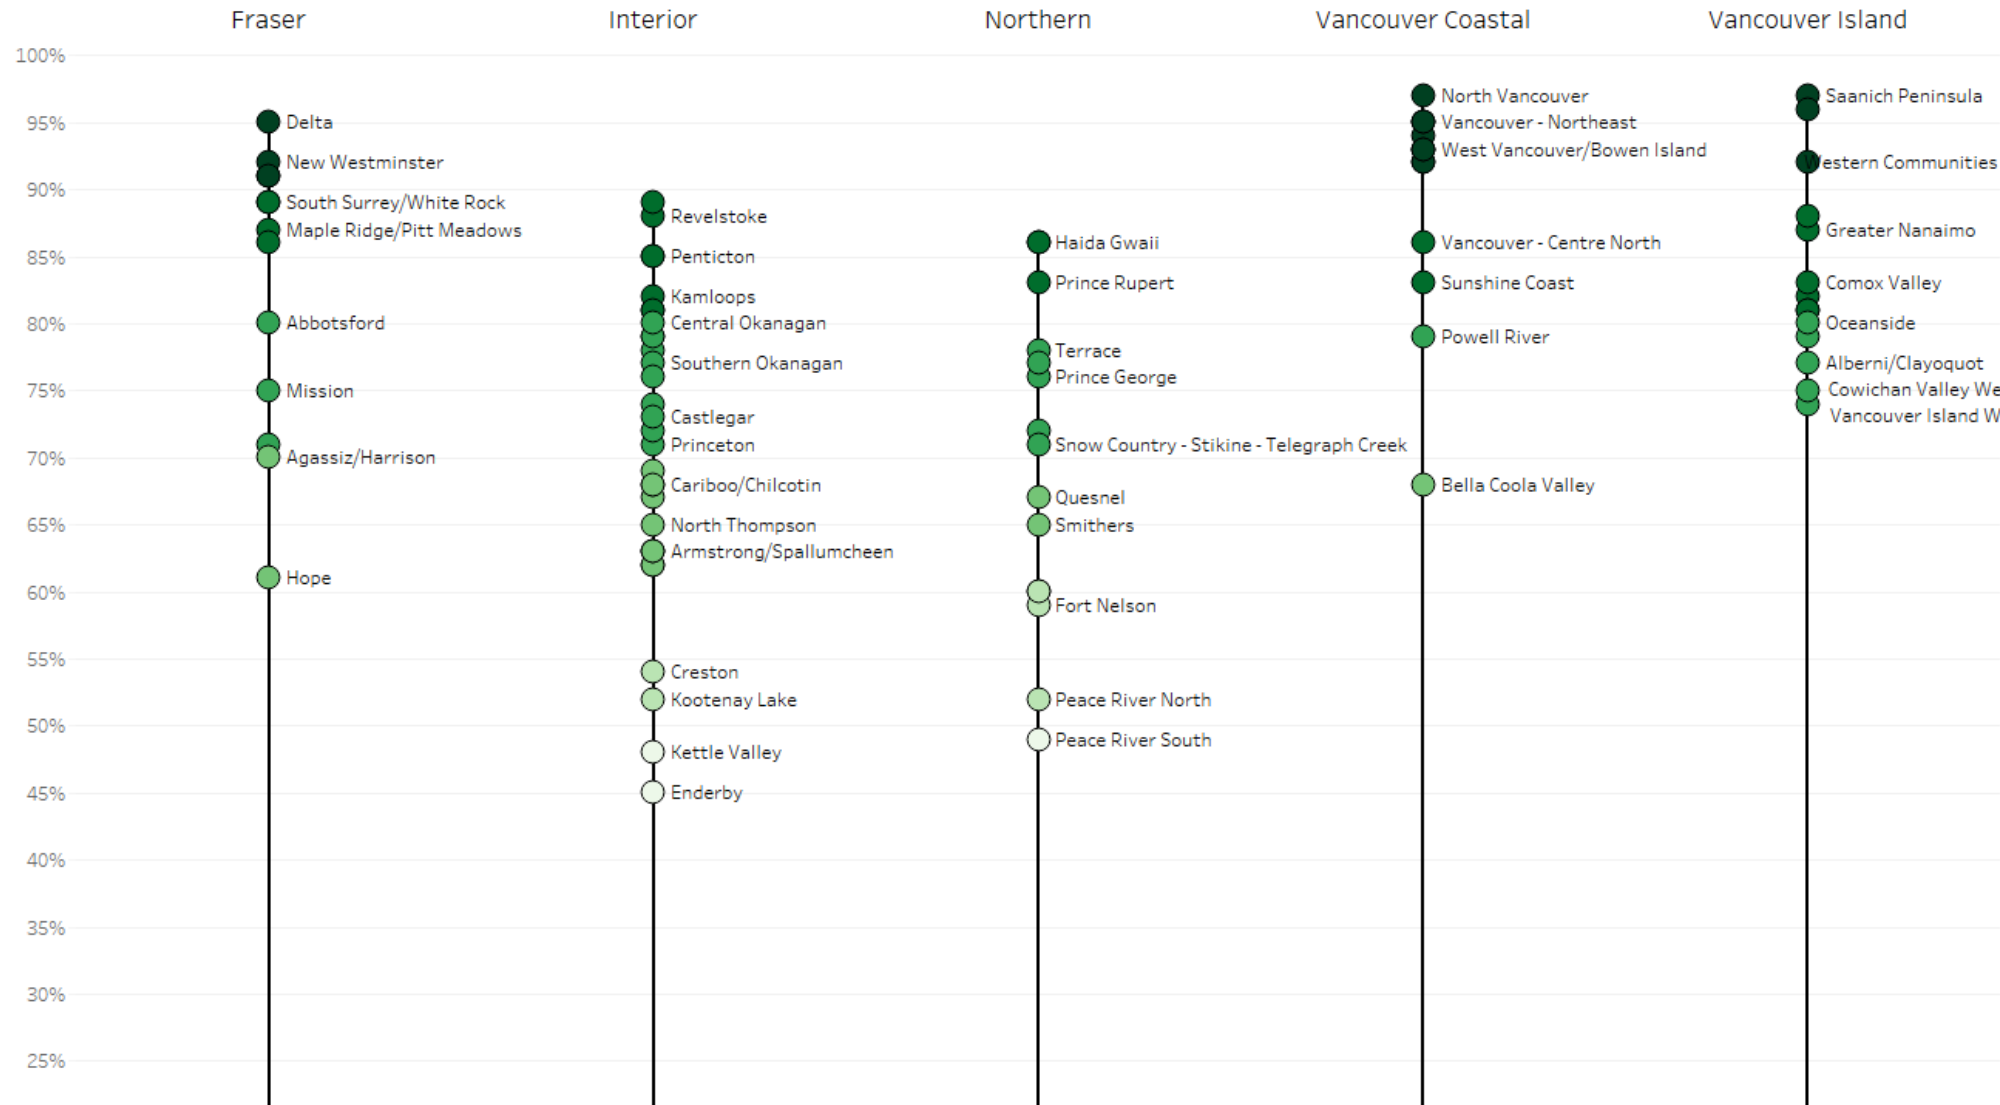 Fraser
Interior
Northern
Vancouver Coastal
Vancouver Island
100%
95%
90%
85%
80%
75%
70%
65%
60%
55%
50%
45%
40%
35%
30%
25%
Delta
New Westminster
South Surrey/White Rock
Maple Ridge/Pitt Meadows
Abbotsford
Mission
Agassiz/Harrison
Hope
Revelstoke
Penticton
Kamloops
Central Okanagan
Southern Okanagan
Castlegar
Princeton
Cariboo/Chilcotin
North Thompson
Armstrong/Spallumcheen
Creston
Kootenay Lake
Kettle Valley
Enderby
Haida Gwaii
Prince Rupert
Terrace
Prince George
Snow Country - Stikine - Telegraph Creek
Quesnel
Smithers
Fort Nelson
Peace River North
Peace River South
North Vancouver
Vancouver - Northeast
West Vancouver/Bowen Island
Vancouver - Centre North
Sunshine Coast
Powell River
Bella Coola Valley
Saanich Peninsula
Western Communities
Greater Nanaimo
Comox Valley
Oceanside
Alberni/Clayoquot
Cowichan Valley We
Vancouver Island W